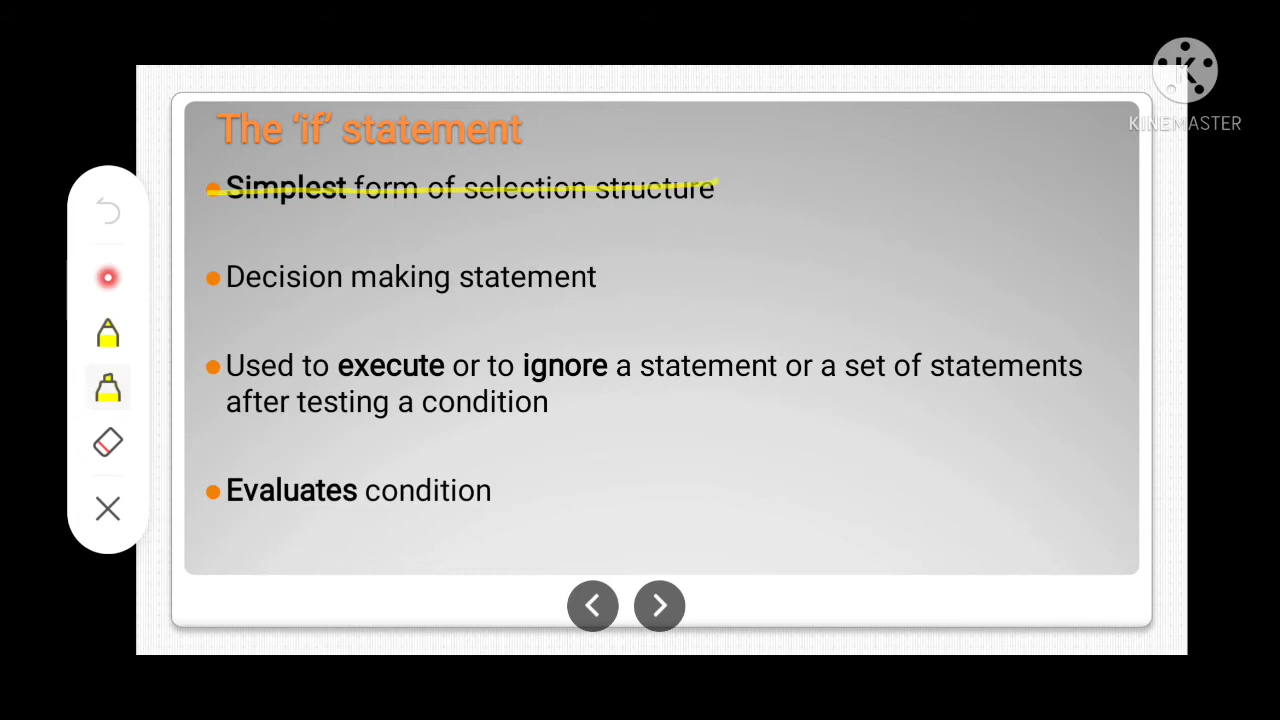 The ‘if’ statement
Simplest form of selection structure
Decision making statement
Used to execute or to ignore a statement or a set of statements
after testing a condition
Evaluates condition
K
KINEMASTER